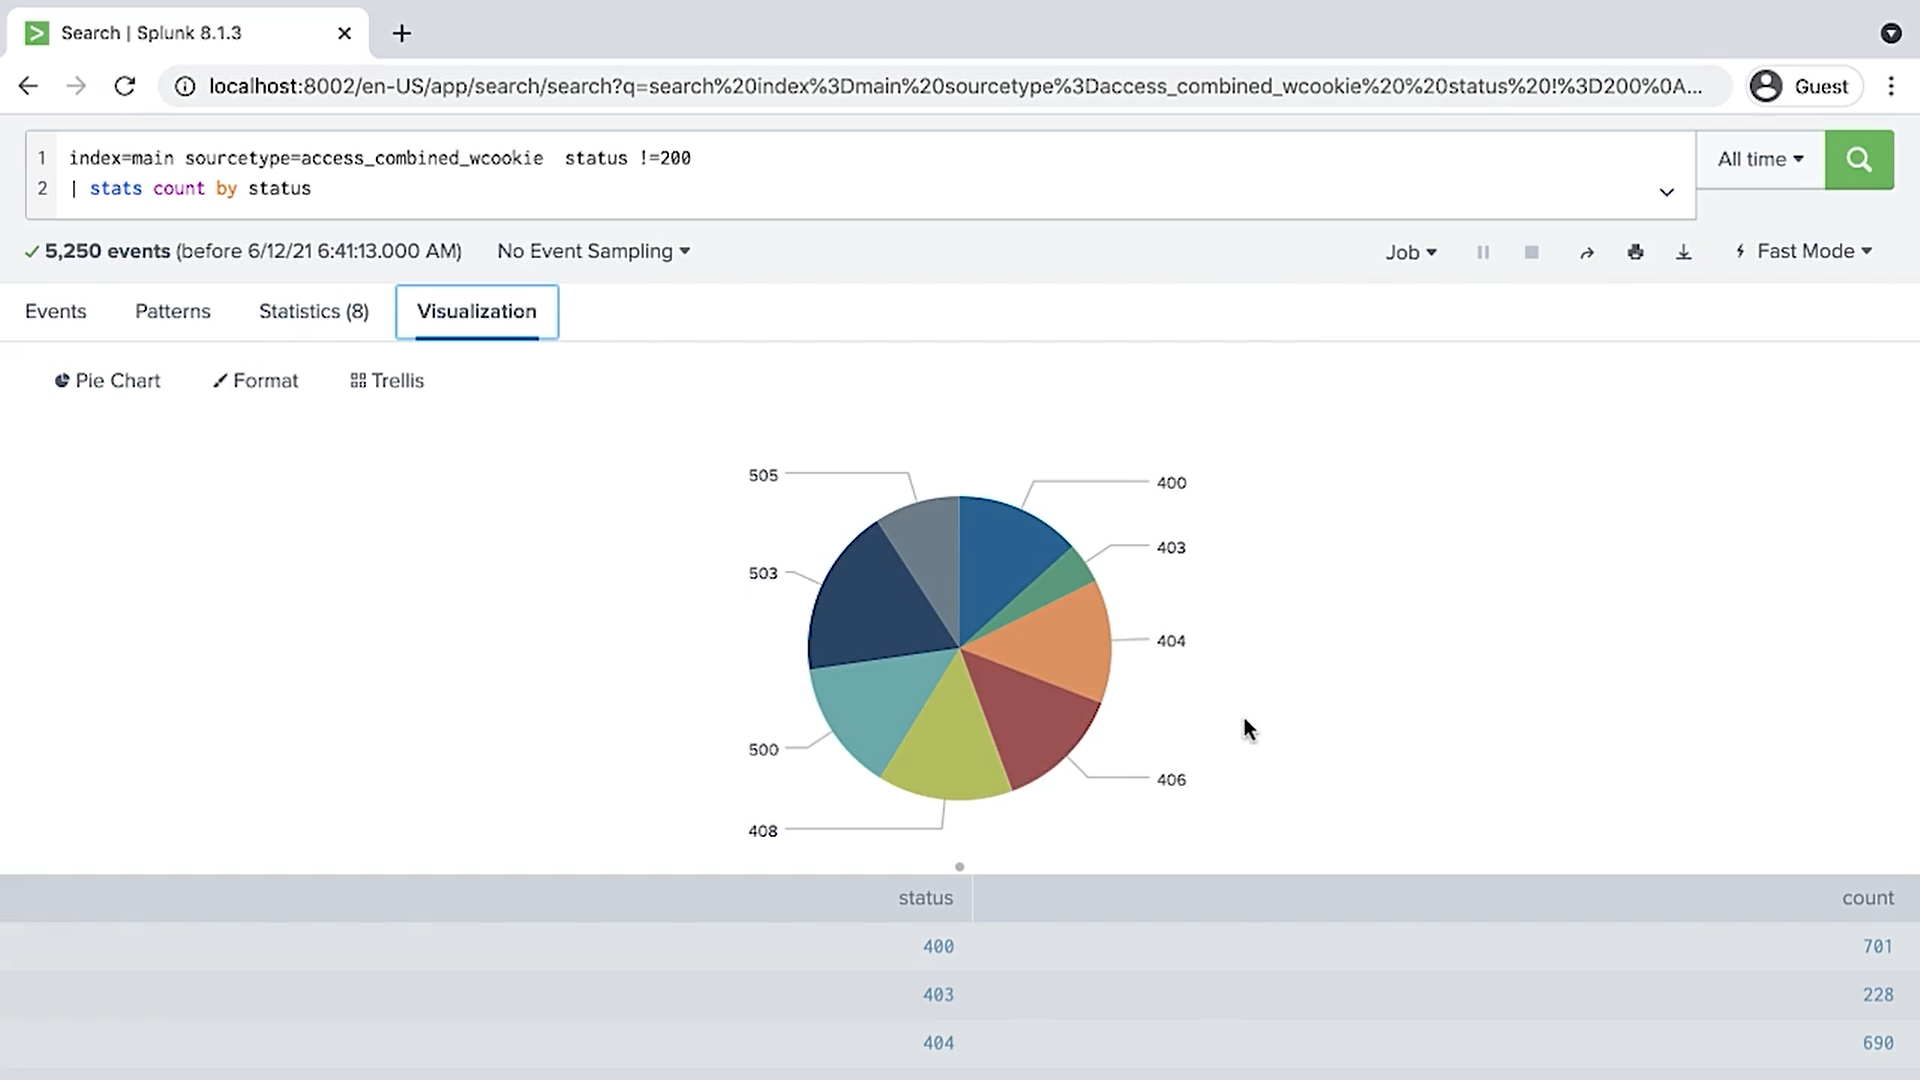 Search | Splunk 8.1.3
localhost:8002/en-US/app/search/search?q=search%20index%3Dmain%20sourcetype%3Daccess_combined_wcookie%20%20status%20!%3D200%0A...
Guest
1 index=main sourcetype=access_combined_wcookie  status !=200
2 | stats count by status
All time
5,250 events (before 6/12/21 6:41:13.000 AM)
No Event Sampling
Job
Fast Mode
Events Patterns Statistics (8) Visualization
Pie Chart Format Trellis
505
400
403
503
404
500
406
408
status count
400 701
403 228
404 690